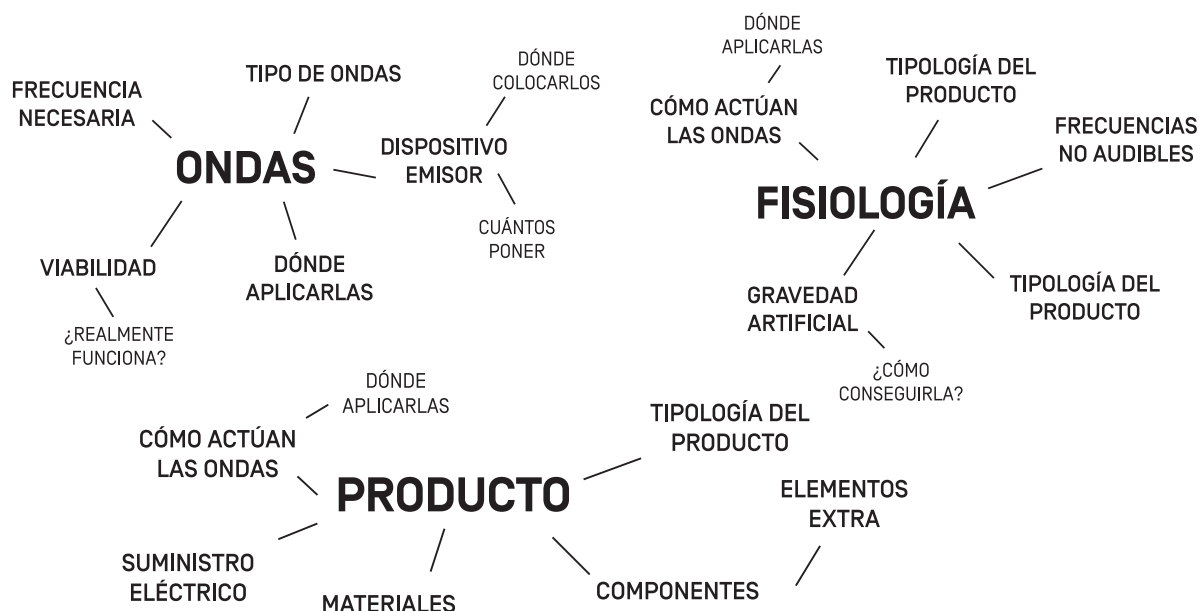 FRECUENCIA
NECESARIA
TIPO DE ONDAS
DÓNDE
COLOCARLOS
DISPOSITIVO
EMISOR
ONDAS
CUÁNTOS
PONER
VIABILIDAD
DÓNDE
APLICARLAS
¿REALMENTE
FUNCIONA?
DÓNDE
APLICARLAS
CÓMO ACTÚAN
LAS ONDAS
TIPOLOGÍA DEL
PRODUCTO
FRECUENCIAS
NO AUDIBLES
FISIOLOGÍA
GRAVEDAD
ARTIFICIAL
TIPOLOGÍA DEL
PRODUCTO
¿CÓMO
CONSEGUIRLA?
DÓNDE
APLICARLAS
CÓMO ACTÚAN
LAS ONDAS
TIPOLOGÍA DEL
PRODUCTO
PRODUCTO
ELEMENTOS
EXTRA
SUMINISTRO
ELÉCTRICO
MATERIALES
COMPONENTES